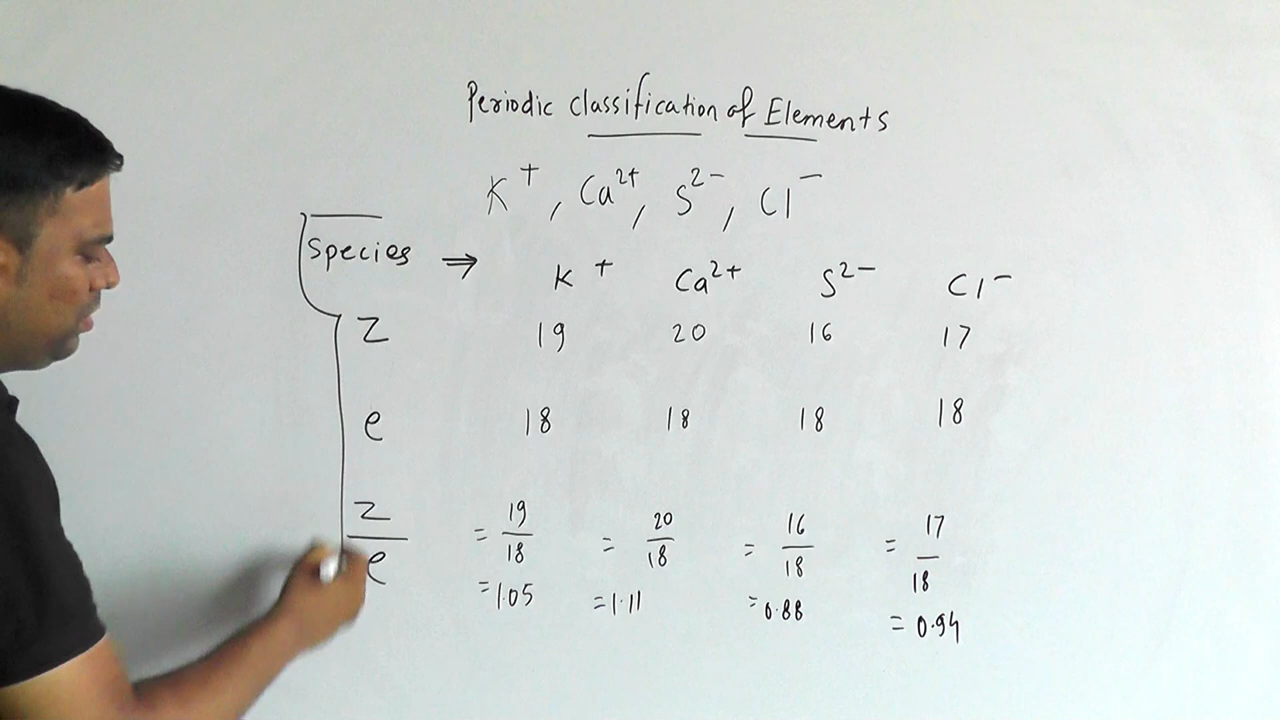 Periodic classification of Elements
K⁺, Ca²⁺, S²⁻, Cl⁻
Species ⇒ K⁺ Ca²⁺ S²⁻ Cl⁻
Z 19 20 16 17
e 18 18 18 18
Z/e = 19/18 = 20/18 = 16/18 = 17/18
=1.05 =1.11 =0.88 =0.94